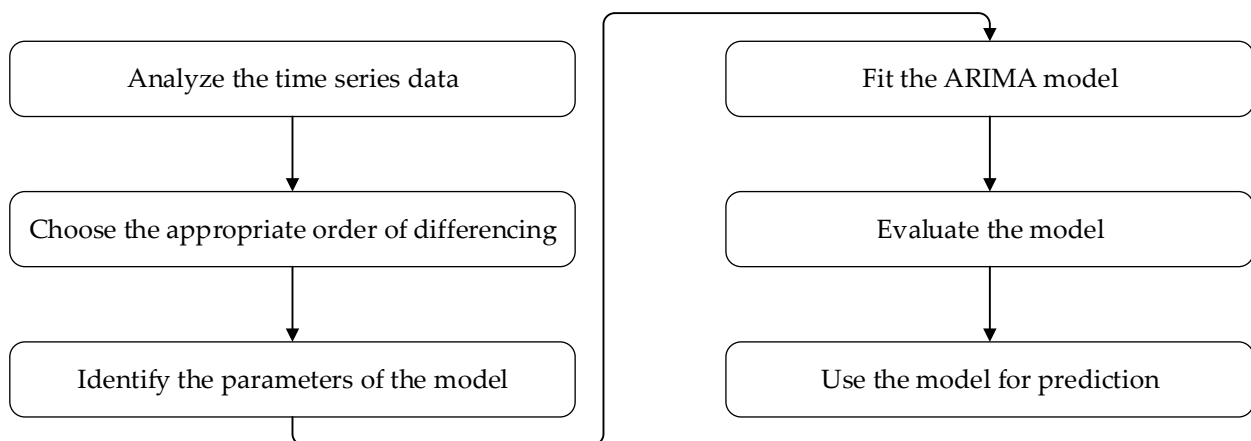 Analyze the time series data
Choose the appropriate order of differencing
Identify the parameters of the model
Fit the ARIMA model
Evaluate the model
Use the model for prediction